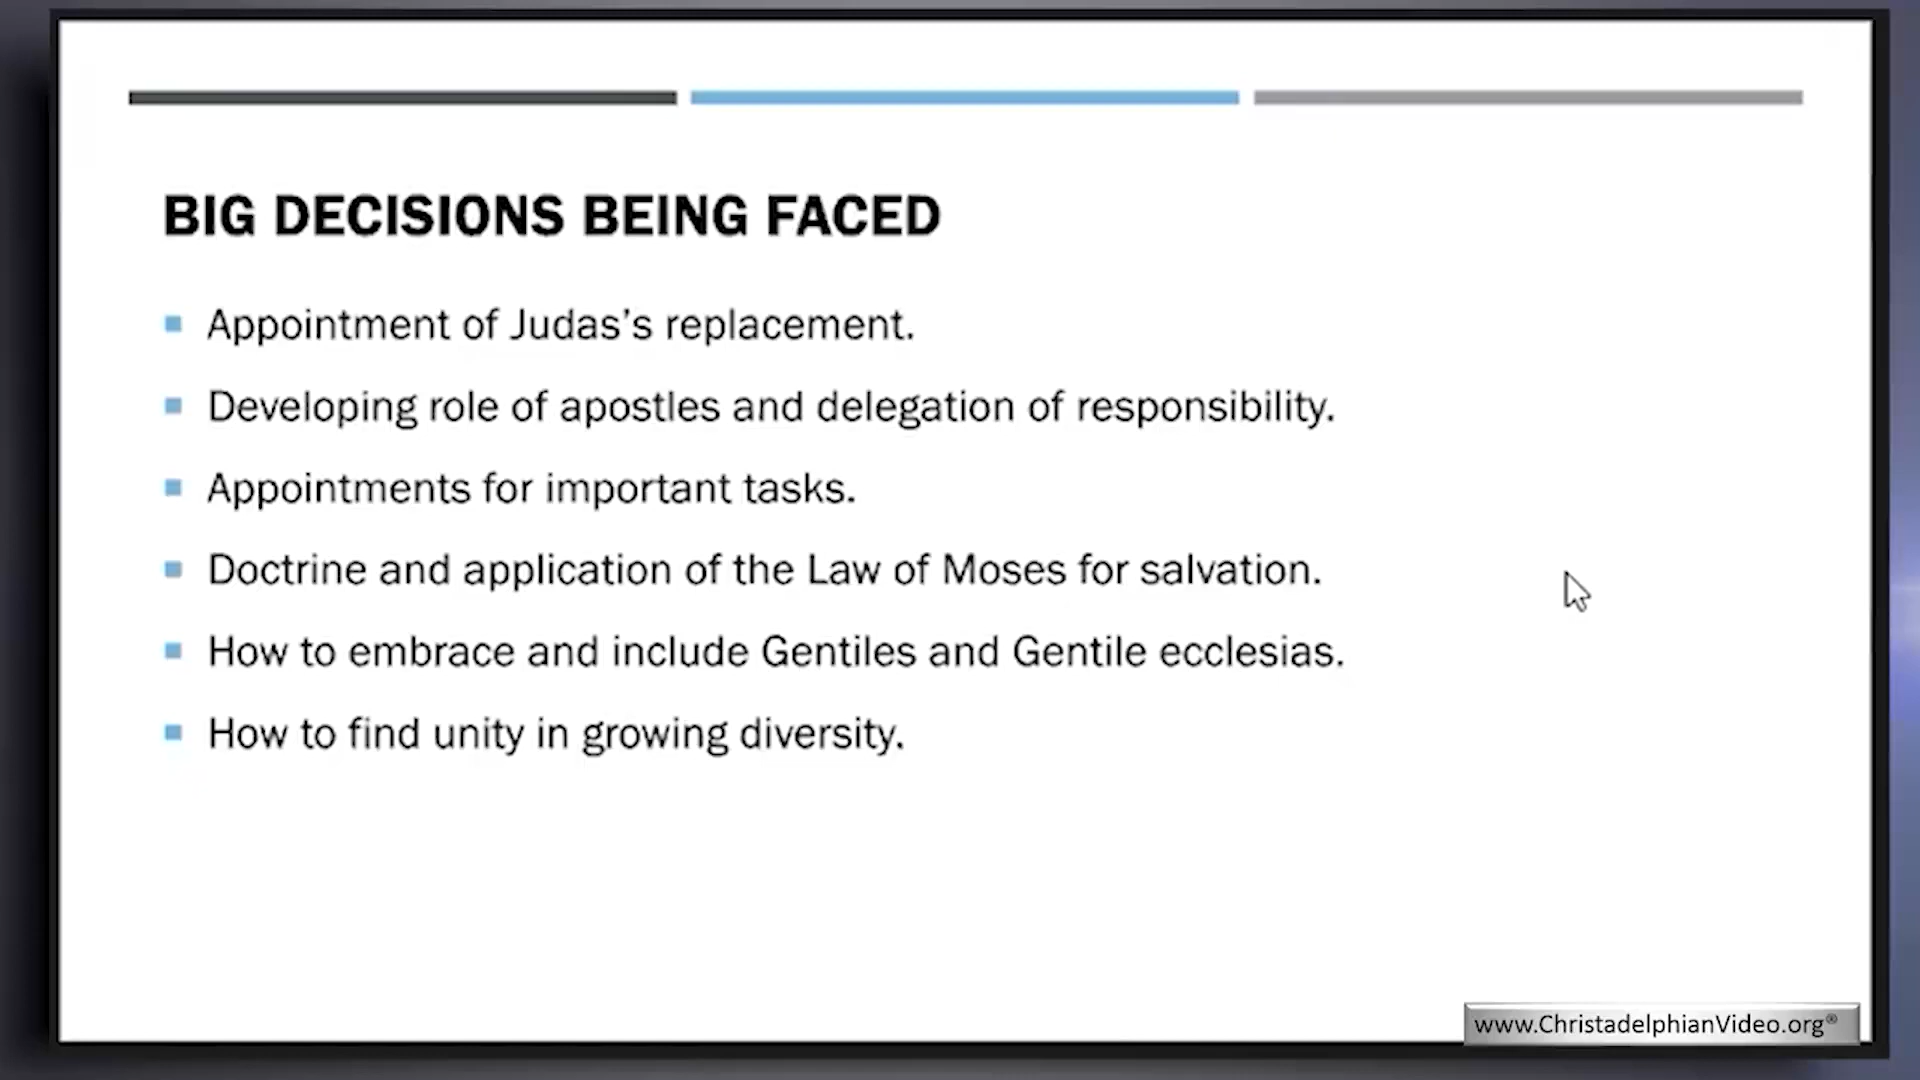 BIG DECISIONS BEING FACED
Appointment of Judas’s replacement.
Developing role of apostles and delegation of responsibility.
Appointments for important tasks.
Doctrine and application of the Law of Moses for salvation.
How to embrace and include Gentiles and Gentile ecclesias.
How to find unity in growing diversity.
www.ChristadelphianVideo.org®